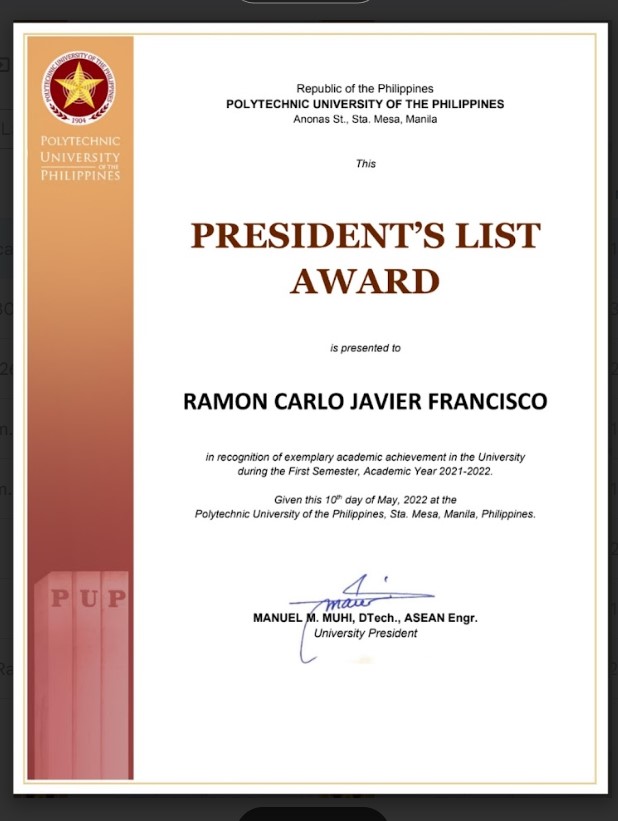 POLYTECHNIC UNIVERSITY OF THE PHILIPPINES
1904
POLYTECHNIC
UNIVERSITY
OF THE
PHILIPPINES
Republic of the Philippines
POLYTECHNIC UNIVERSITY OF THE PHILIPPINES
Anonas St., Sta. Mesa, Manila
This
PRESIDENT'S LIST
AWARD
is presented to
RAMON CARLO JAVIER FRANCISCO
in recognition of exemplary academic achievement in the University
during the First Semester, Academic Year 2021-2022.
Given this 10th day of May, 2022 at the
Polytechnic University of the Philippines, Sta. Mesa, Manila, Philippines.
MANUEL M. MUHI, DTech., ASEAN Engr.
University President
PUP